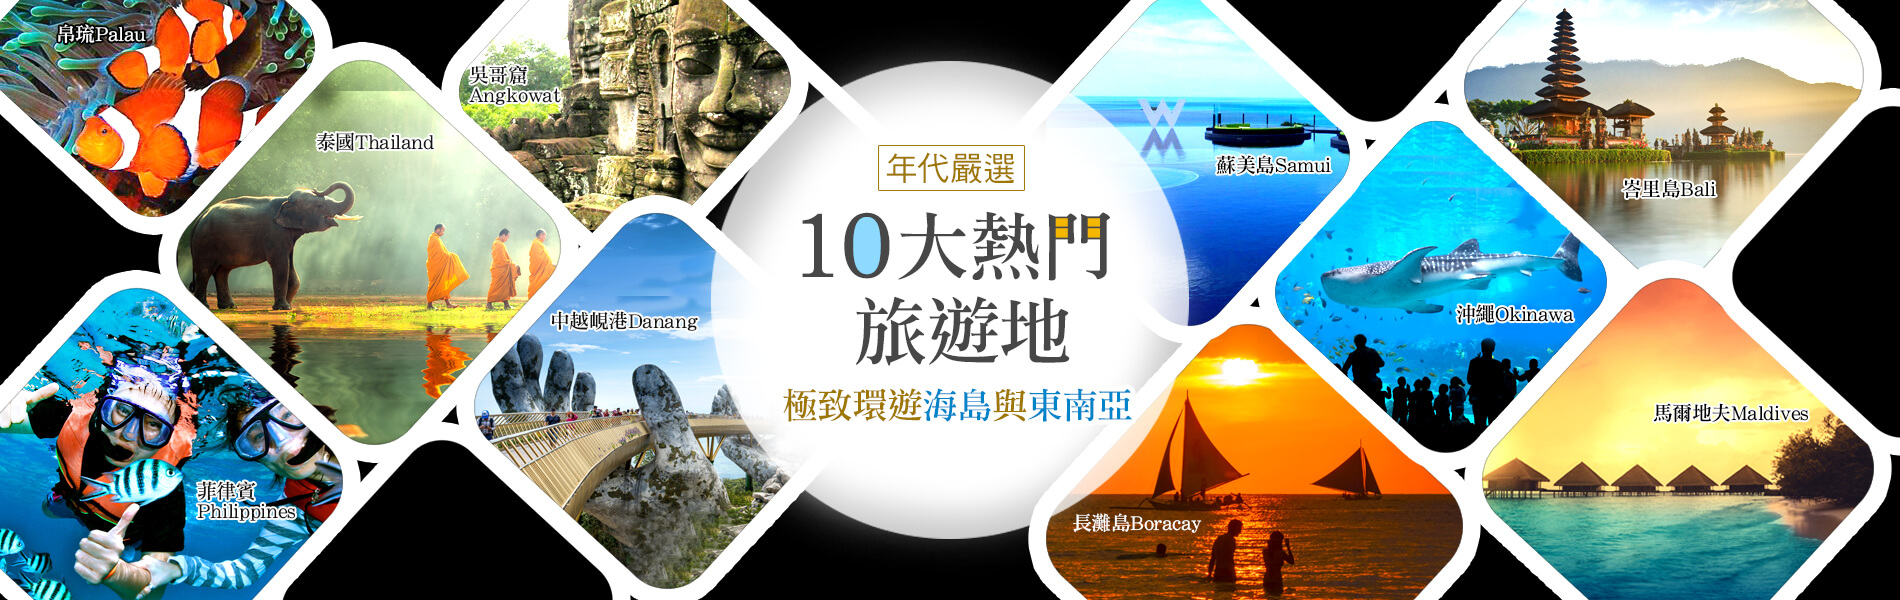 帛琉Palau
泰國Thailand
吳哥窟
Angkowat
中越峴港Danang
菲律賓
Philippines
年代嚴選
10大熱門
旅遊地
極致環遊海島與東南亞
W
蘇美島Samui
峇里島Bali
沖繩Okinawa
長灘島Boracay
馬爾地夫Maldives